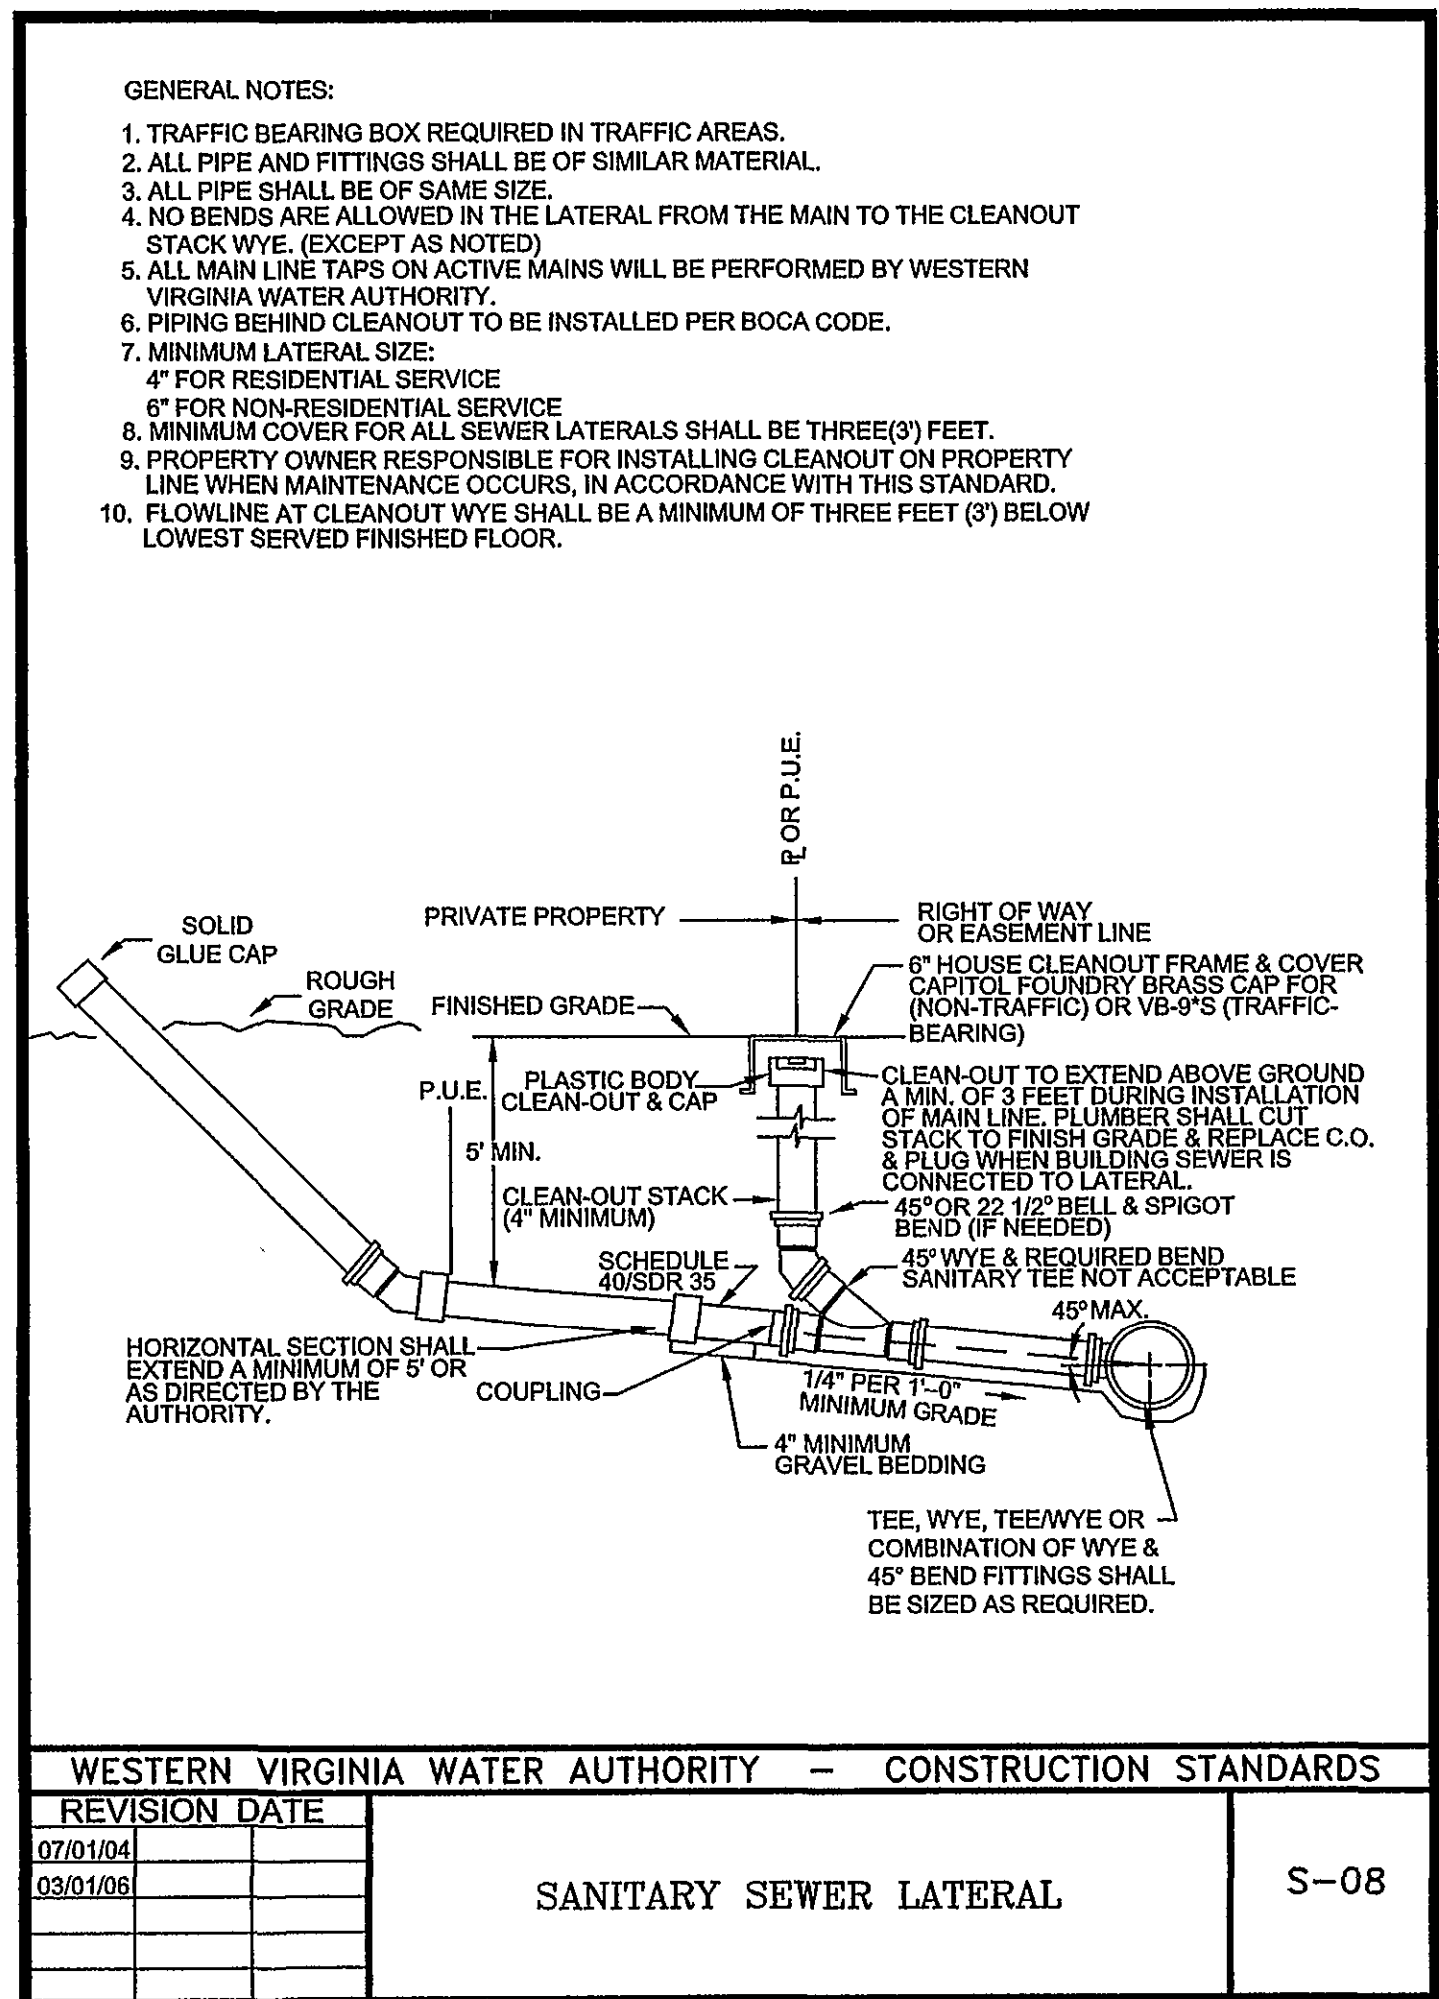 GENERAL NOTES:
1. TRAFFIC BEARING BOX REQUIRED IN TRAFFIC AREAS.
2. ALL PIPE AND FITTINGS SHALL BE OF SIMILAR MATERIAL.
3. ALL PIPE SHALL BE OF SAME SIZE.
4. NO BENDS ARE ALLOWED IN THE LATERAL FROM THE MAIN TO THE CLEANOUT
STACK WYE. (EXCEPT AS NOTED)
5. ALL MAIN LINE TAPS ON ACTIVE MAINS WILL BE PERFORMED BY WESTERN
VIRGINIA WATER AUTHORITY.
6. PIPING BEHIND CLEANOUT TO BE INSTALLED PER BOCA CODE.
7. MINIMUM LATERAL SIZE:
4" FOR RESIDENTIAL SERVICE
6" FOR NON-RESIDENTIAL SERVICE
8. MINIMUM COVER FOR ALL SEWER LATERALS SHALL BE THREE(3') FEET.
9. PROPERTY OWNER RESPONSIBLE FOR INSTALLING CLEANOUT ON PROPERTY
LINE WHEN MAINTENANCE OCCURS, IN ACCORDANCE WITH THIS STANDARD.
10. FLOWLINE AT CLEANOUT WYE SHALL BE A MINIMUM OF THREE FEET (3') BELOW
LOWEST SERVED FINISHED FLOOR.
PL OR P.U.E.
PRIVATE PROPERTY
RIGHT OF WAY
OR EASEMENT LINE
SOLID
GLUE CAP
ROUGH
GRADE
FINISHED GRADE
6" HOUSE CLEANOUT FRAME & COVER
CAPITOL FOUNDRY BRASS CAP FOR
(NON-TRAFFIC) OR VB-9*S (TRAFFIC-
BEARING)
P.U.E.
PLASTIC BODY
CLEAN-OUT & CAP
CLEAN-OUT TO EXTEND ABOVE GROUND
A MIN. OF 3 FEET DURING INSTALLATION
OF MAIN LINE. PLUMBER SHALL CUT
STACK TO FINISH GRADE & REPLACE C.O.
& PLUG WHEN BUILDING SEWER IS
CONNECTED TO LATERAL.
5' MIN.
CLEAN-OUT STACK
(4" MINIMUM)
45° OR 22 1/2° BELL & SPIGOT
BEND (IF NEEDED)
SCHEDULE
40/SDR 35
45° WYE & REQUIRED BEND
SANITARY TEE NOT ACCEPTABLE
45° MAX.
HORIZONTAL SECTION SHALL
EXTEND A MINIMUM OF 5' OR
AS DIRECTED BY THE
AUTHORITY.
COUPLING
1/4" PER 1'-0"
MINIMUM GRADE
4" MINIMUM
GRAVEL BEDDING
TEE, WYE, TEE/WYE OR
COMBINATION OF WYE &
45° BEND FITTINGS SHALL
BE SIZED AS REQUIRED.
WESTERN VIRGINIA WATER AUTHORITY – CONSTRUCTION STANDARDS
REVISION DATE
07/01/04
03/01/06
SANITARY SEWER LATERAL
S-08